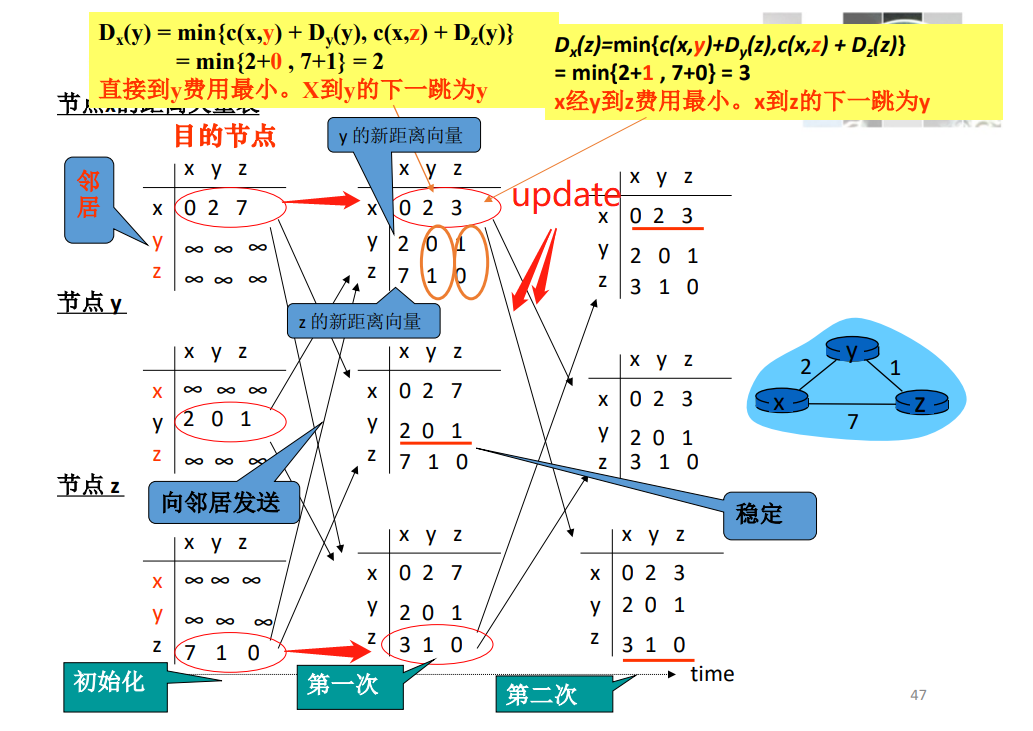 Dx(y) = min{c(x,y) + Dy(y), c(x,z) + Dz(y)}
= min{2+0 , 7+1} = 2
直接到y费用最小。X到y的下一跳为y
Dx(z)=min{c(x,y)+Dy(z),c(x,z) + Dz(z)}
= min{2+1 , 7+0} = 3
x经y到z费用最小。x到z的下一跳为y
节点x的距离矢量表
目的节点
y 的新距离向量
邻
居
x y z
x 0 2 7
y ∞ ∞ ∞
z ∞ ∞ ∞
x y z
x 0 2 3
y 2 0 1
z 7 1 0
update
x y z
x 0 2 3
y 2 0 1
z 3 1 0
节点 y
z 的新距离向量
x y z
x ∞ ∞ ∞
y 2 0 1
z ∞ ∞ ∞
x y z
x 0 2 7
y 2 0 1
z 7 1 0
x y z
x 0 2 3
y 2 0 1
z 3 1 0
y
2 1
x z
7
节点 z
向邻居发送
稳定
x y z
x ∞ ∞ ∞
y ∞ ∞ ∞
z 7 1 0
x y z
x 0 2 7
y 2 0 1
z 3 1 0
x y z
x 0 2 3
y 2 0 1
z 3 1 0
初始化
第一次
第二次
time
47